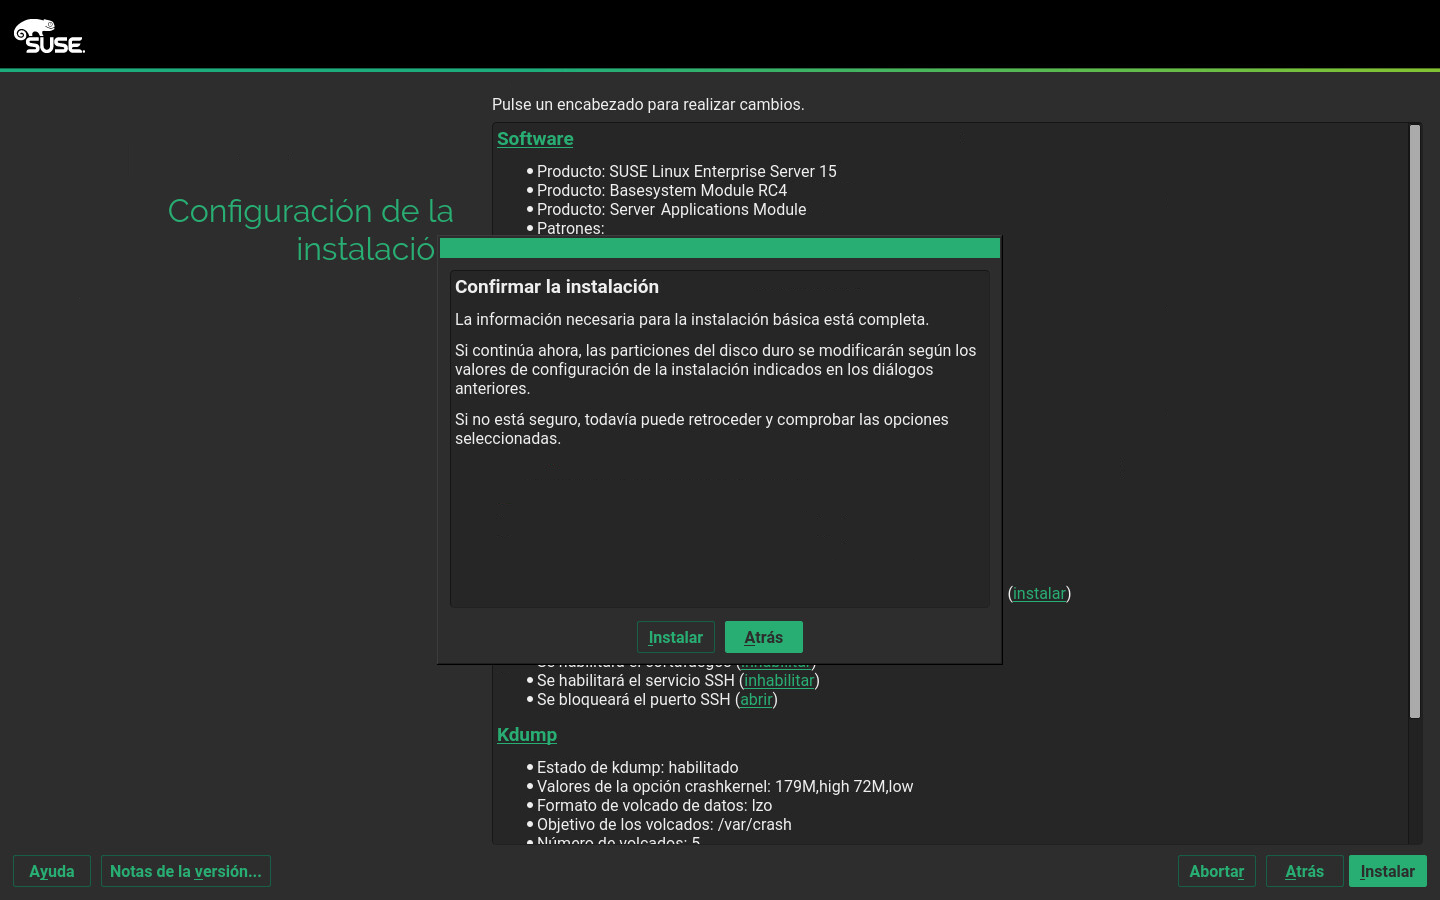 SUSE
Pulse un encabezado para realizar cambios.
Configuración de la
instalació
Software
Producto: SUSE Linux Enterprise Server 15
Producto: Basesystem Module RC4
Producto: Server Applications Module
Patrones:
Confirmar la instalación
La información necesaria para la instalación básica está completa.
Si continúa ahora, las particiones del disco duro se modificarán según los
valores de configuración de la instalación indicados en los diálogos
anteriores.
Si no está seguro, todavía puede retroceder y comprobar las opciones
seleccionadas.
(instalar)
Instalar Atrás
Se habilitará el cortafuegos (inhabilitar)
Se habilitará el servicio SSH (inhabilitar)
Se bloqueará el puerto SSH (abrir)
Kdump
Estado de kdump: habilitado
Valores de la opción crashkernel: 179M,high 72M,low
Formato de volcado de datos: lzo
Objetivo de los volcados: /var/crash
Número de volcados: 5
Ayuda Notas de la versión... Abortar Atrás Instalar